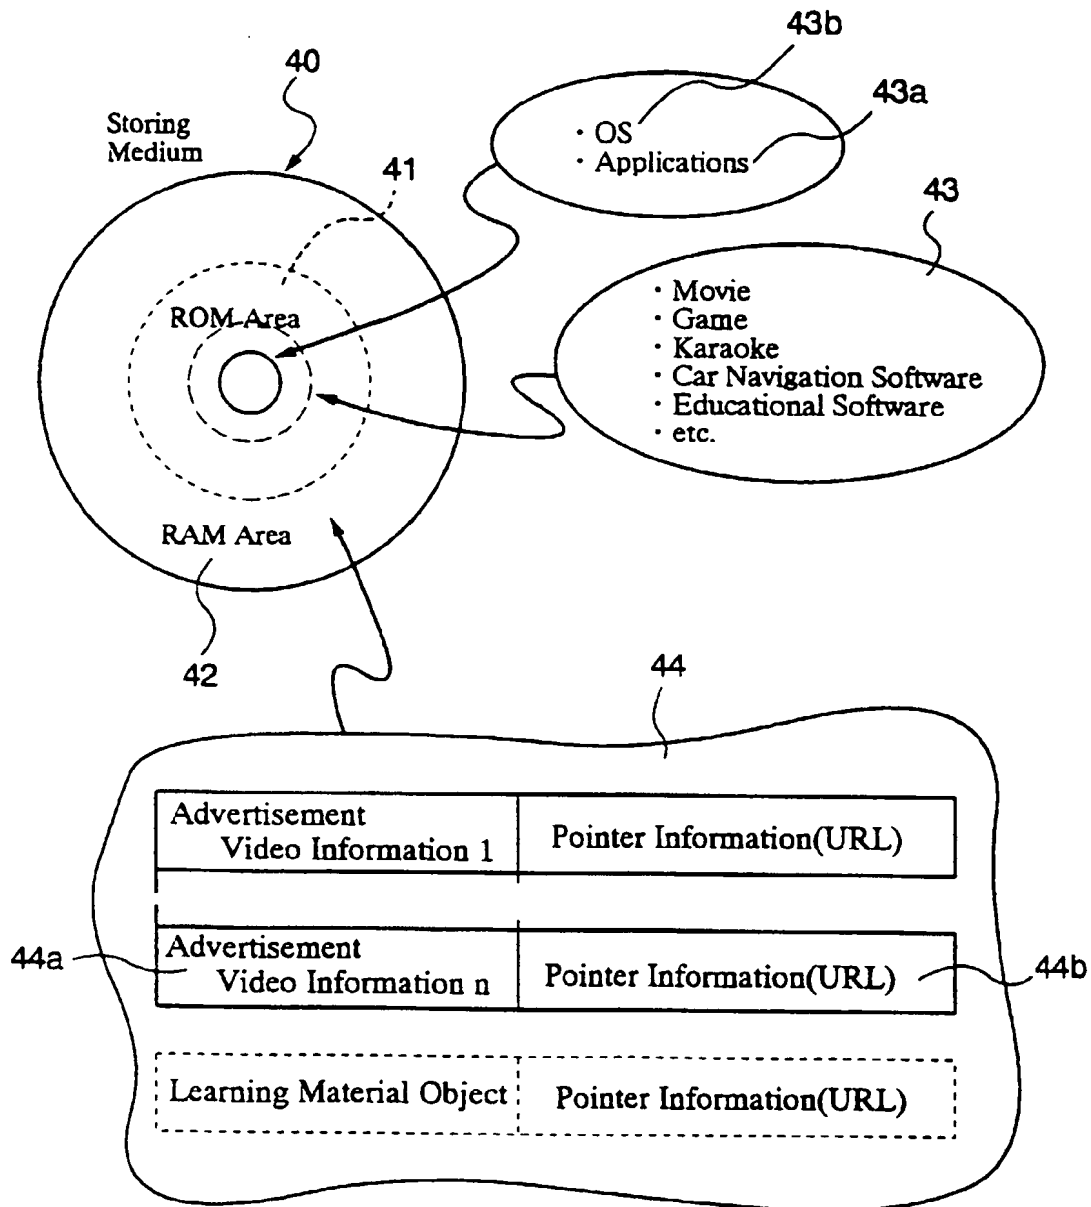 43b
40
43a
Storing
Medium
· OS
· Applications
41
43
ROM Area
· Movie
· Game
· Karaoke
· Car Navigation Software
· Educational Software
· etc.
RAM Area
42
44
Advertisement
Video Information 1
Pointer Information(URL)
44a
Advertisement
Video Information n
Pointer Information(URL)
44b
Learning Material Object
Pointer Information(URL)